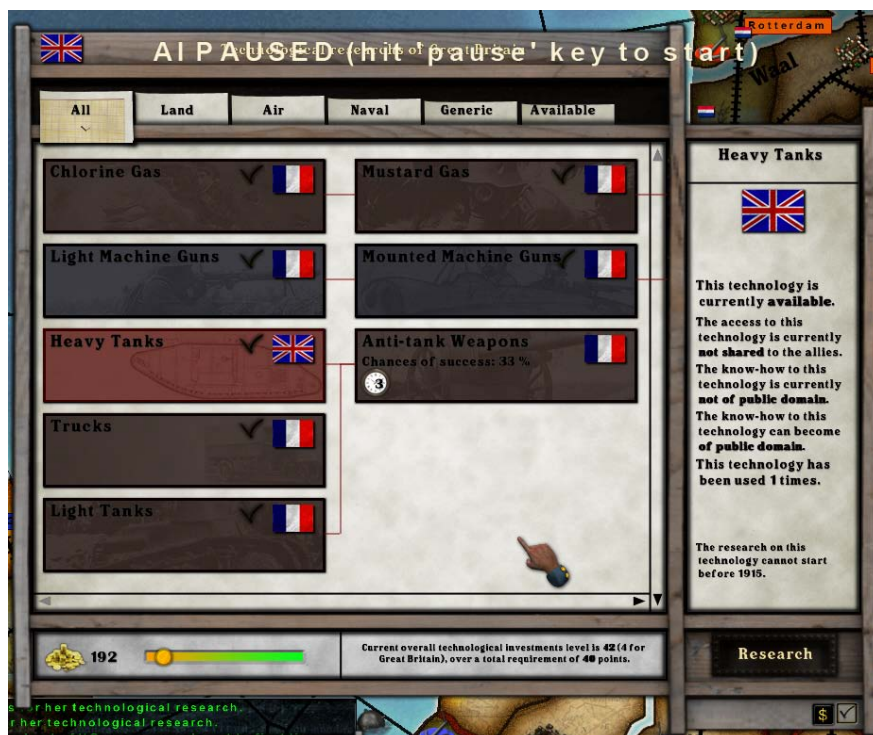 Rotterdam
Technological researchs of Great Britain
AI PAUSED (hit 'pause' key to start)
Waal
All
Land
Air
Naval
Generic
Available
Heavy Tanks
Chlorine Gas
Mustard Gas
Light Machine Guns
Mounted Machine Guns
Heavy Tanks
Anti-tank Weapons
Chances of success: 33 %
3
Trucks
Light Tanks
This technology is
currently available.
The access to this
technology is currently
not shared to the allies.
The know-how to this
technology is currently
not of public domain.
The know-how to this
technology can become
of public domain.
This technology has
been used 1 times.
The research on this
technology cannot start
before 1915.
192
Current overall technological investments level is 42 (4 for
Great Britain), over a total requirement of 40 points.
Research
her technological research.
her technological research.
$